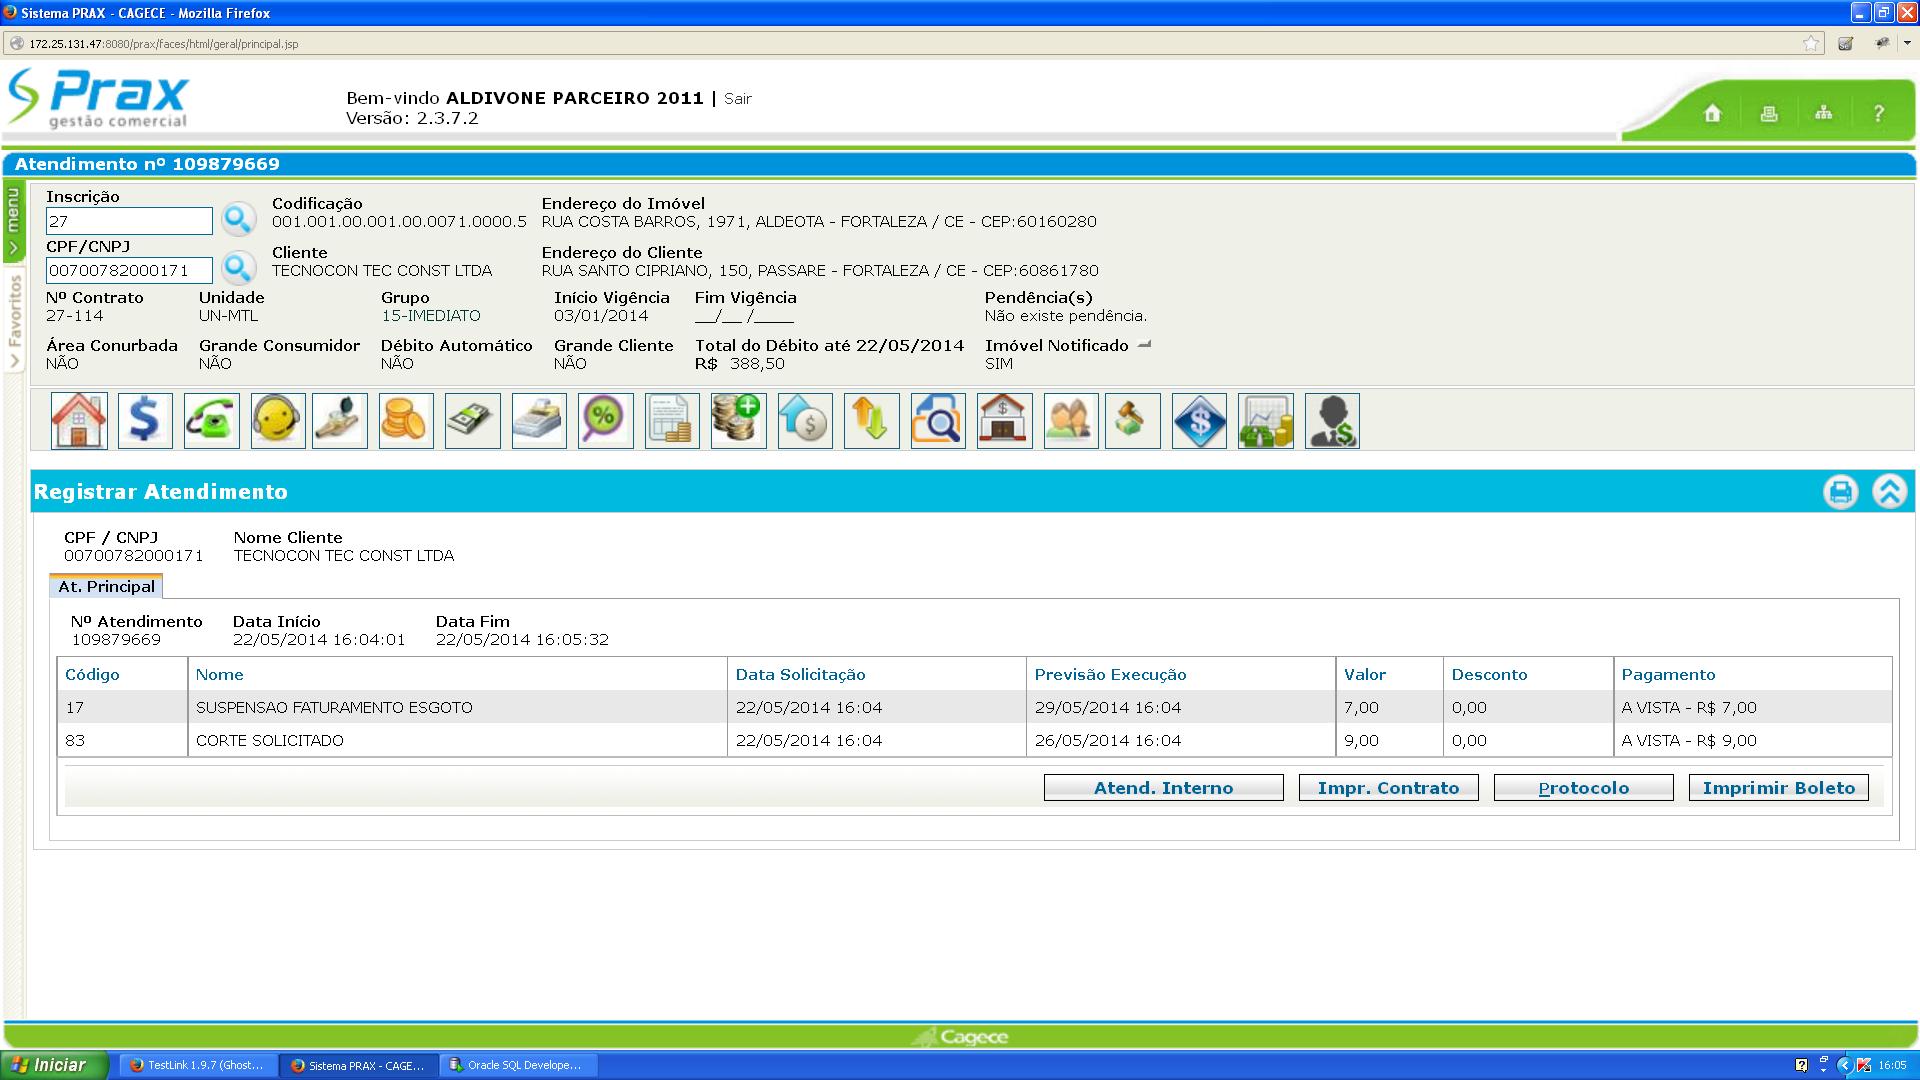 Sistema PRAX - CAGECE - Mozilla Firefox
172.25.131.47:8080/prax/faces/html/geral/principal.jsp
Prax
gestão comercial
Bem-vindo ALDIVONE PARCEIRO 2011 | Sair
Versão: 2.3.7.2
?
Atendimento nº 109879669
menu
Favoritos
Inscrição
27
Codificação
001.001.00.001.00.0071.0000.5
Endereço do Imóvel
RUA COSTA BARROS, 1971, ALDEOTA - FORTALEZA / CE - CEP:60160280
CPF/CNPJ
00700782000171
Cliente
TECNOCON TEC CONST LTDA
Endereço do Cliente
RUA SANTO CIPRIANO, 150, PASSARE - FORTALEZA / CE - CEP:60861780
Nº Contrato Unidade Grupo Início Vigência Fim Vigência Pendência(s)
27-114 UN-MTL 15-IMEDIATO 03/01/2014 __/__ /____ Não existe pendência.
Área Conurbada Grande Consumidor Débito Automático Grande Cliente Total do Débito até 22/05/2014 Imóvel Notificado
NÃO NÃO NÃO NÃO R$ 388,50 SIM
Registrar Atendimento
CPF / CNPJ Nome Cliente
00700782000171 TECNOCON TEC CONST LTDA
At. Principal
Nº Atendimento Data Início Data Fim
109879669 22/05/2014 16:04:01 22/05/2014 16:05:32
Código Nome Data Solicitação Previsão Execução Valor Desconto Pagamento
17 SUSPENSAO FATURAMENTO ESGOTO 22/05/2014 16:04 29/05/2014 16:04 7,00 0,00 A VISTA - R$ 7,00
83 CORTE SOLICITADO 22/05/2014 16:04 26/05/2014 16:04 9,00 0,00 A VISTA - R$ 9,00
Atend. Interno Impr. Contrato Protocolo Imprimir Boleto
Cagece
Iniciar TestLink 1.9.7 (Ghost... Sistema PRAX - CAGE... Oracle SQL Develope... 16:05